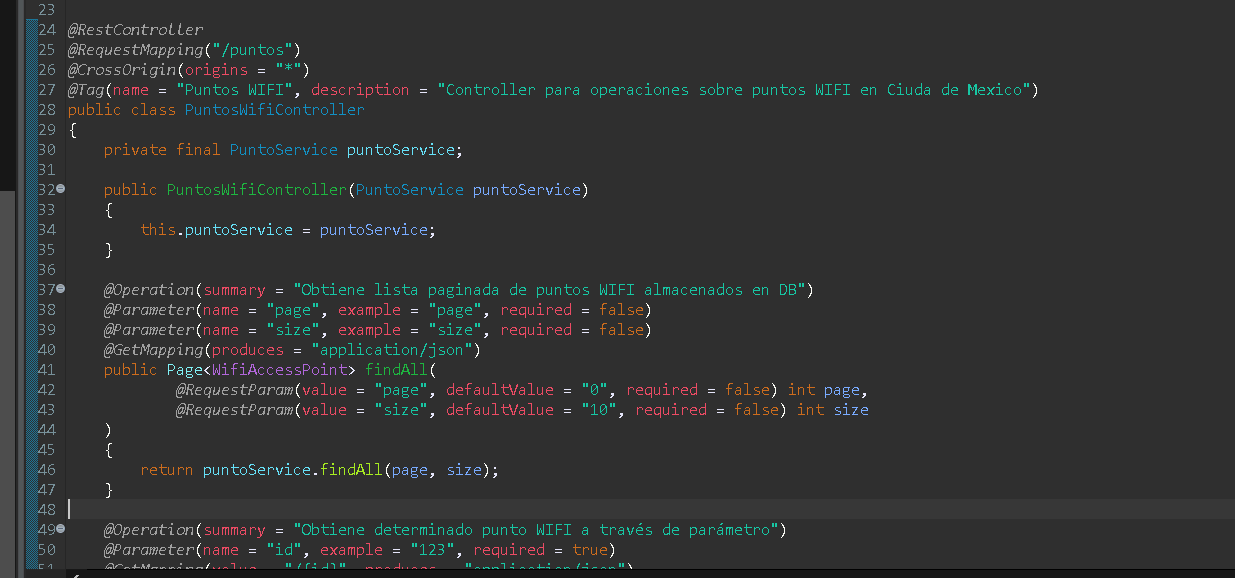 23
24 @RestController
25 @RequestMapping("/puntos")
26 @CrossOrigin(origins = "*")
27 @Tag(name = "Puntos WIFI", description = "Controller para operaciones sobre puntos WIFI en Ciuda de Mexico")
28 public class PuntosWifiController
29 {
30 private final PuntoService puntoService;
31
32 public PuntosWifiController(PuntoService puntoService)
33 {
34 this.puntoService = puntoService;
35 }
36
37 @Operation(summary = "Obtiene lista paginada de puntos WIFI almacenados en DB")
38 @Parameter(name = "page", example = "page", required = false)
39 @Parameter(name = "size", example = "size", required = false)
40 @GetMapping(produces = "application/json")
41 public Page<WifiAccessPoint> findAll(
42 @RequestParam(value = "page", defaultValue = "0", required = false) int page,
43 @RequestParam(value = "size", defaultValue = "10", required = false) int size
44 )
45 {
46 return puntoService.findAll(page, size);
47 }
48
49 @Operation(summary = "Obtiene determinado punto WIFI a través de parámetro")
50 @Parameter(name = "id", example = "123", required = true)
51 @GetMapping(value = "/{id}", produces = "application/json")